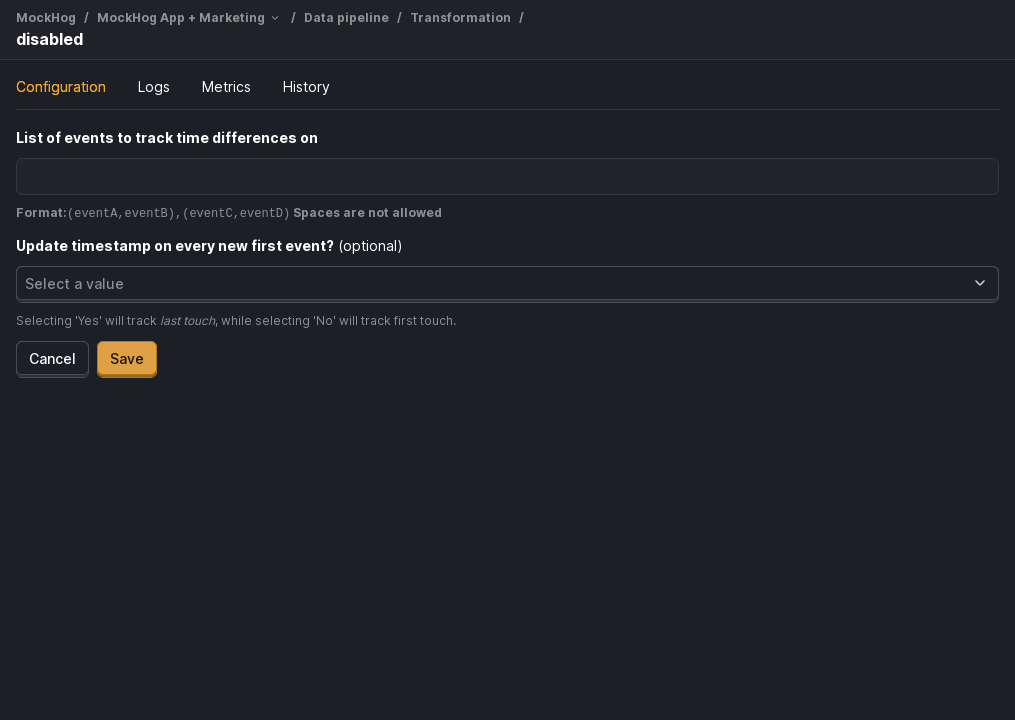 MockHog / MockHog App + Marketing / Data pipeline / Transformation /
disabled
Configuration Logs Metrics History
List of events to track time differences on
Format:(eventA,eventB),(eventC,eventD) Spaces are not allowed
Update timestamp on every new first event? (optional)
Select a value
Selecting 'Yes' will track last touch, while selecting 'No' will track first touch.
Cancel Save